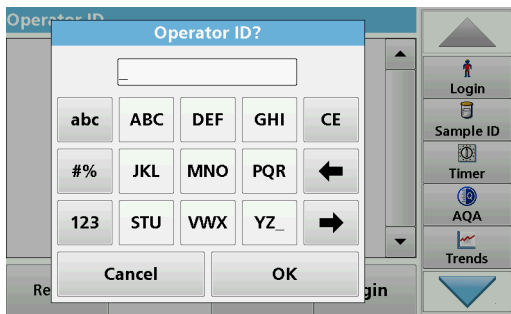 Operator ID
Operator ID?
_
abc ABC DEF GHI CE
#% JKL MNO PQR
123 STU VWX YZ_
Cancel OK
Login
Sample ID
Timer
AQA
Trends